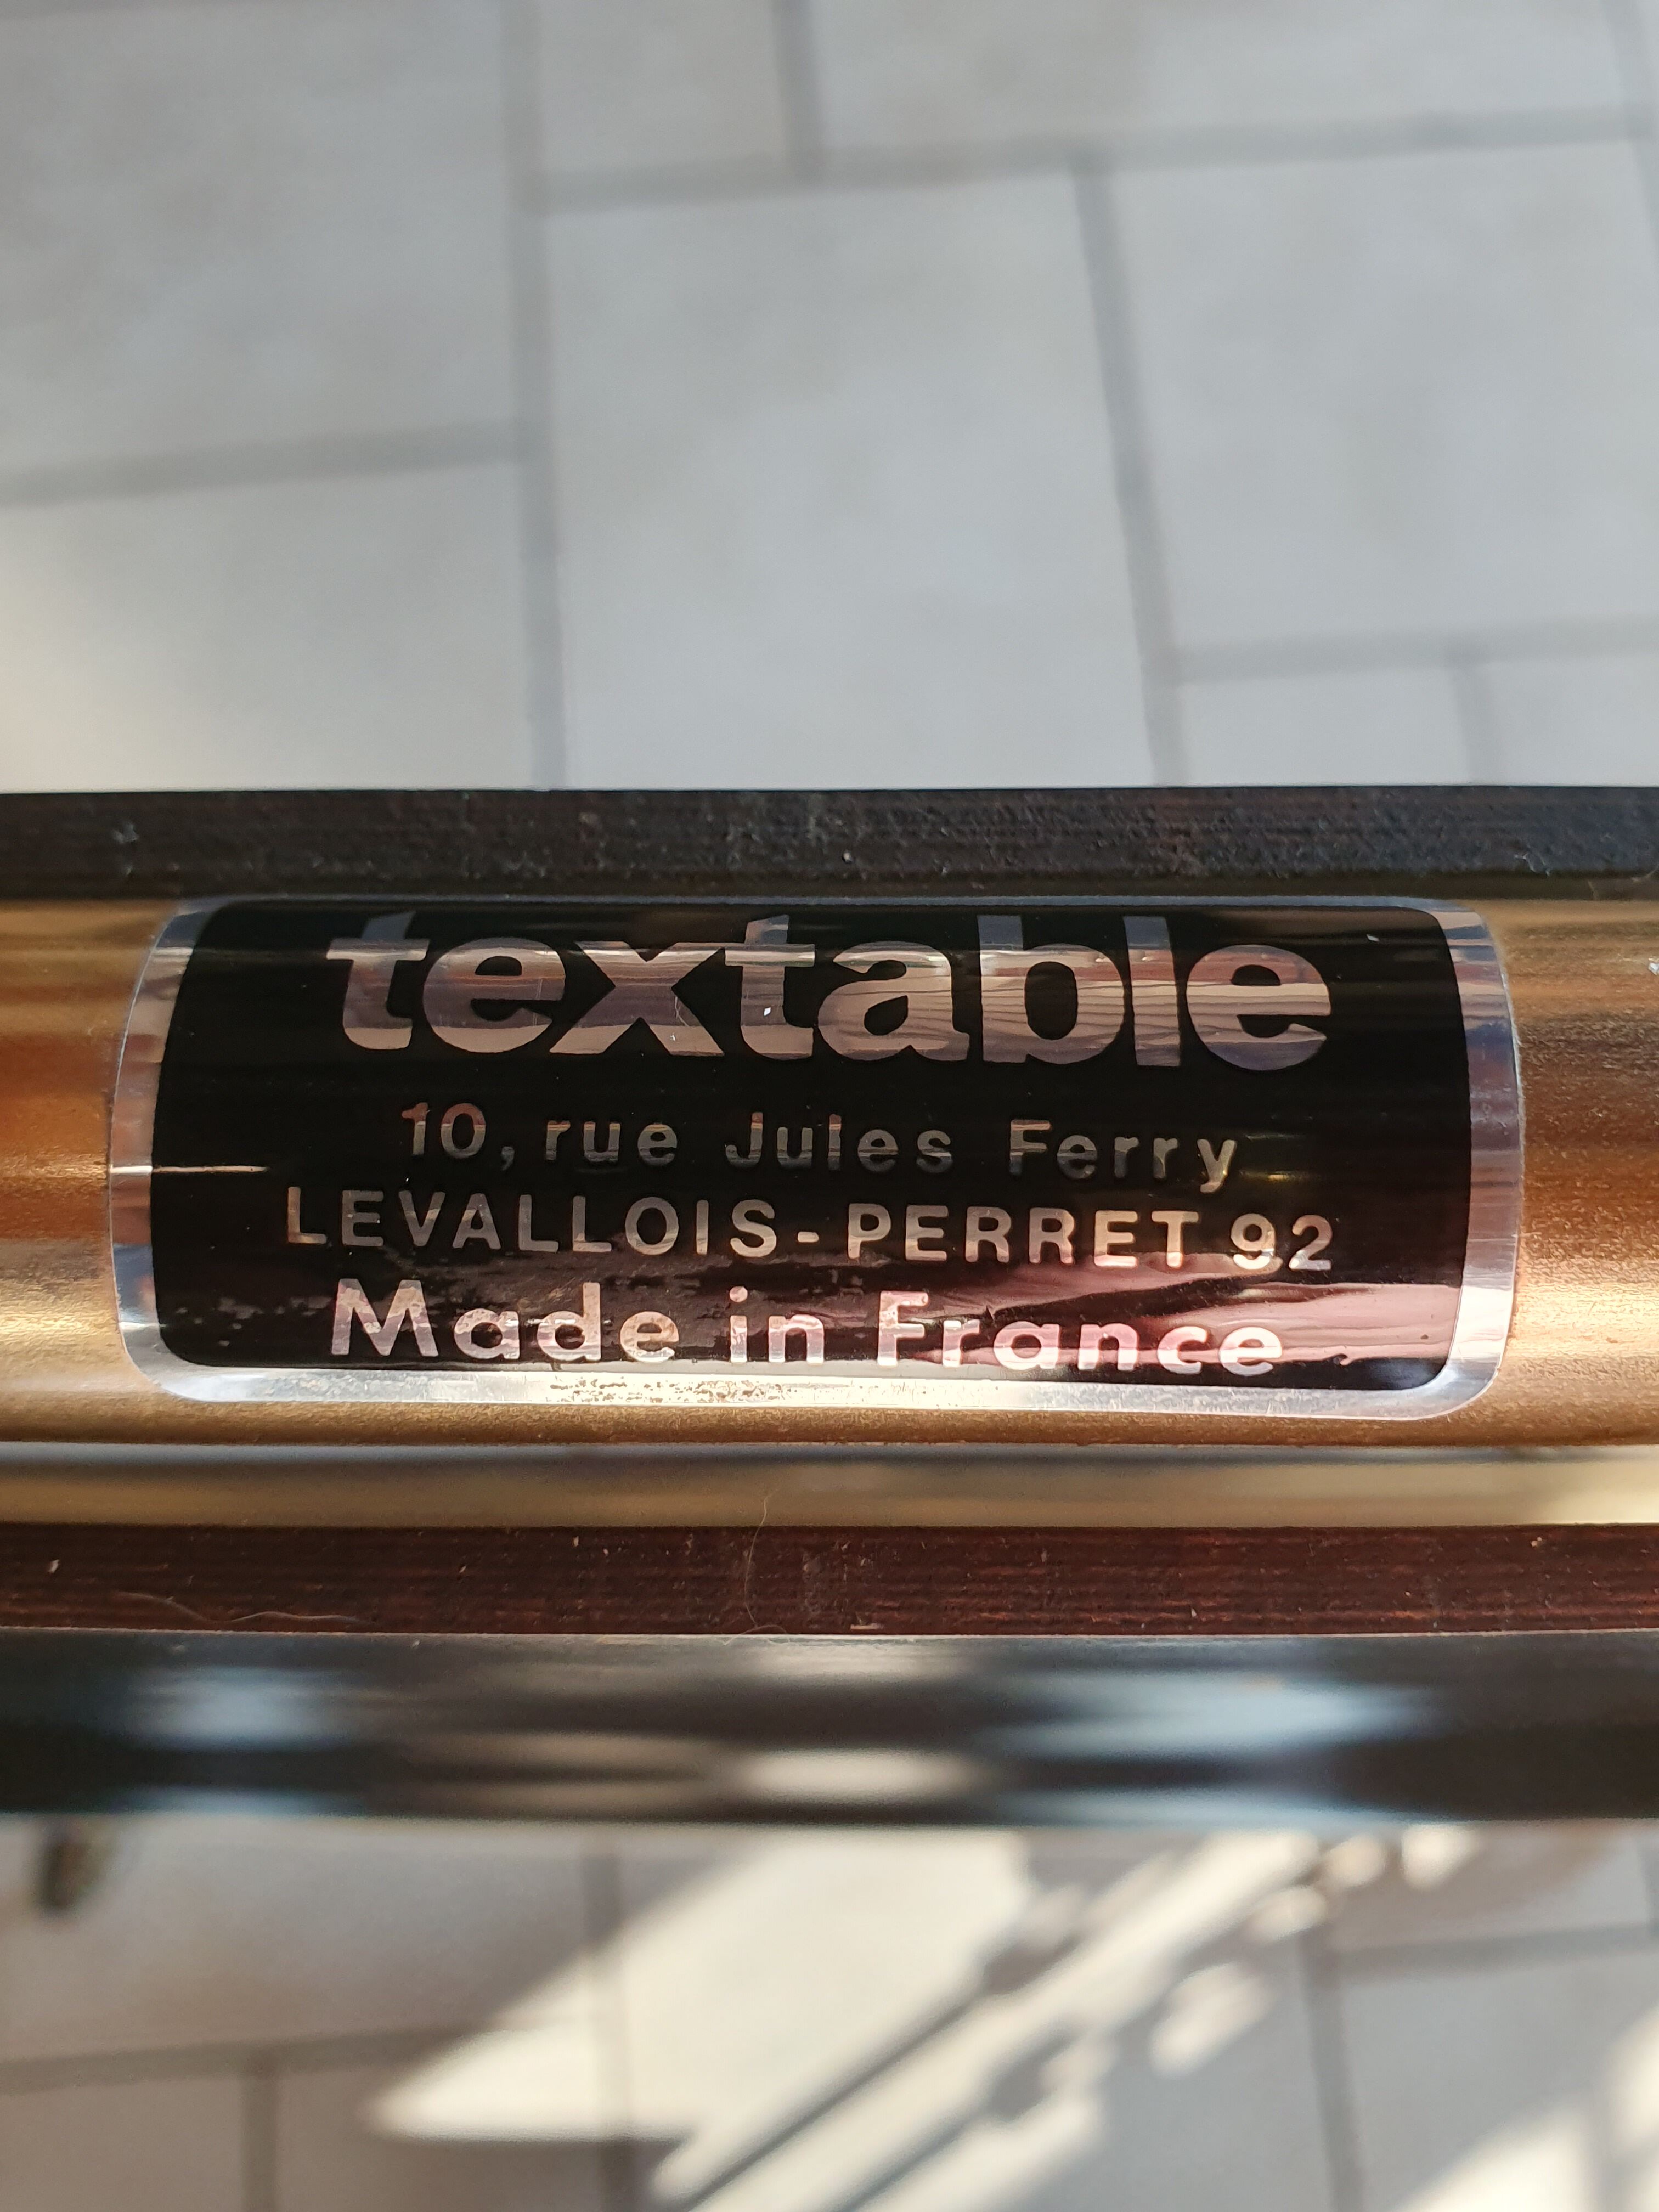 textable
10, rue Jules Ferry
LEVALLOIS-PERRET 92
Made in France